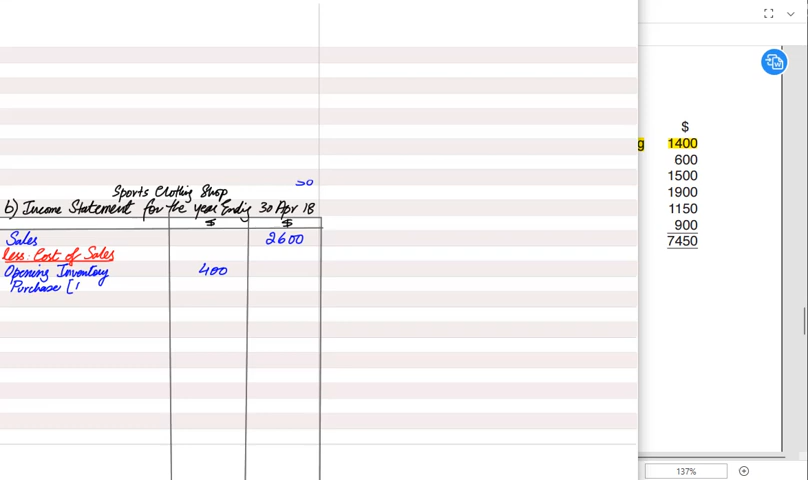 Sports Clothing Shop
b) Income Statement for the year Ending 30 Apr 18
$ $
Sales 2600
less: Cost of Sales
Opening Inventory 400
Purchase [1
$
g 1400
600
1500
1900
1150
900
7450
137%